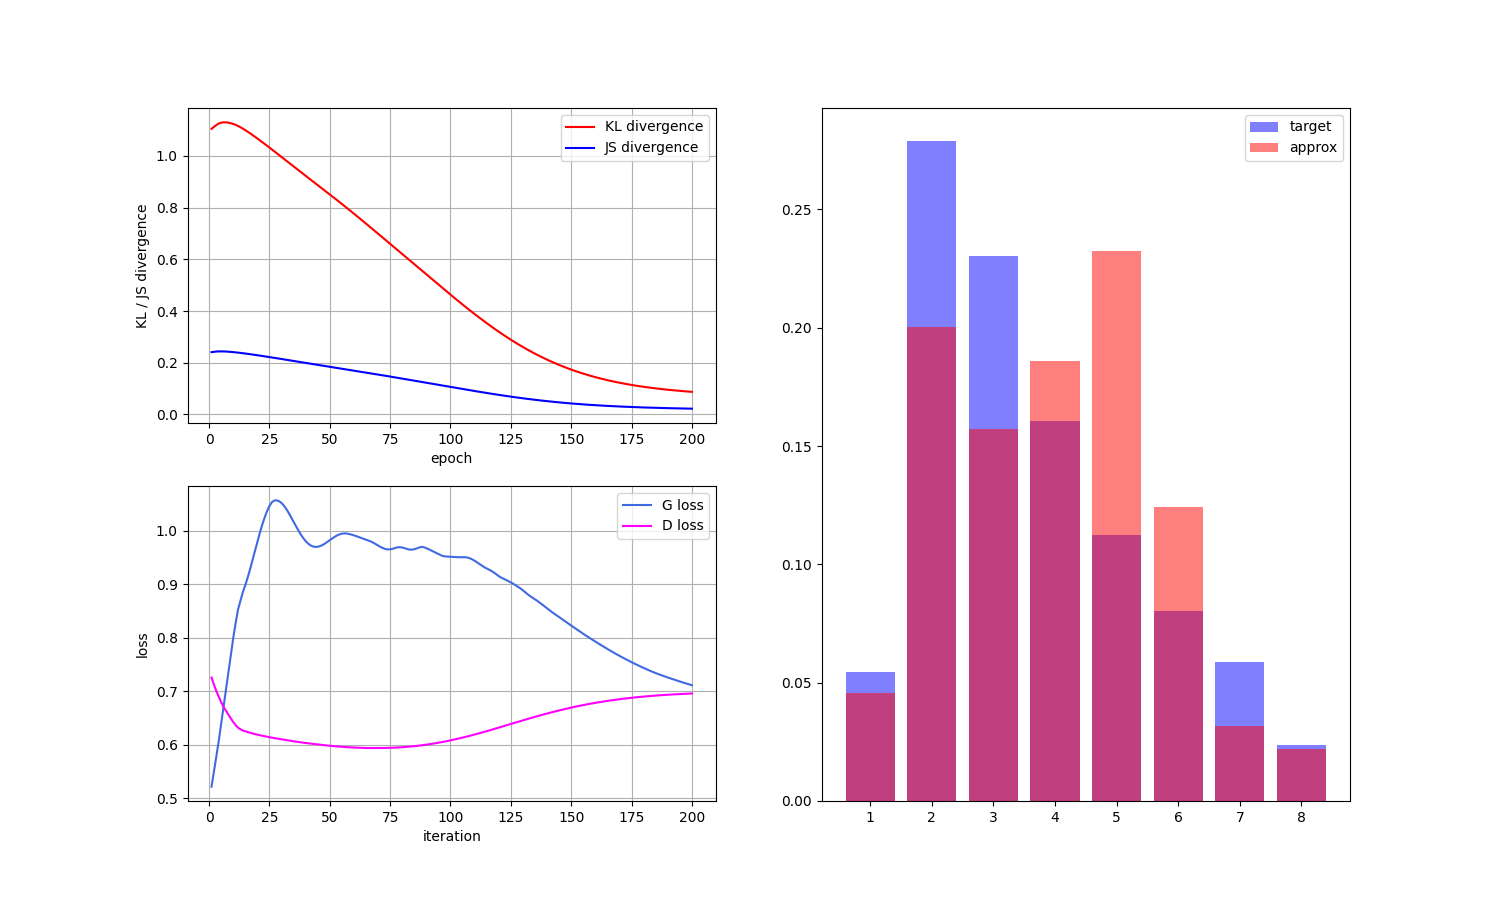 KL divergence
JS divergence
1.0
0.8
0.6
0.4
0.2
0.0
KL / JS divergence
0 25 50 75 100 125 150 175 200
epoch
G loss
D loss
1.0
0.9
0.8
0.7
0.6
0.5
loss
0 25 50 75 100 125 150 175 200
iteration
target
approx
0.25
0.20
0.15
0.10
0.05
0.00
1 2 3 4 5 6 7 8